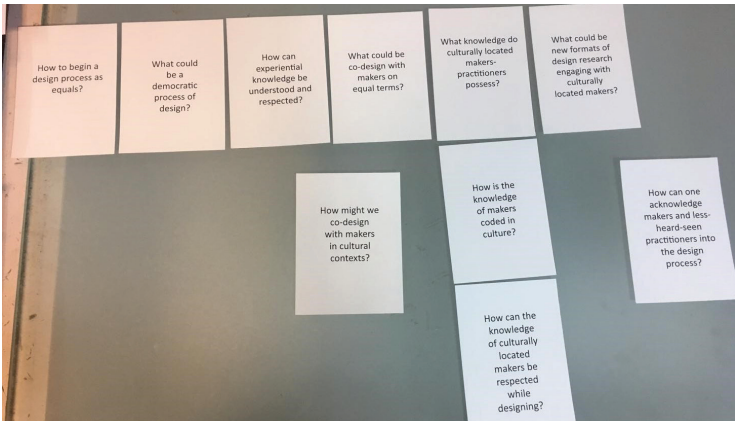 How to begin a
design process as
equals?
What could
be a
democratic
process of
design?
How can
experiential
knowledge be
understood and
respected?
What could be
co-design with
makers on
equal terms?
What knowledge do
culturally located
makers-
practitioners
possess?
What could be
new formats of
design research
engaging with
culturally
located makers?
How might we
co-design
with makers
in cultural
contexts?
How is the
knowledge
of makers
coded in
culture?
How can one
acknowledge
makers and less-
heard-seen
practitioners into
the design
process?
How can the
knowledge
of culturally
located
makers be
respected
while
designing?